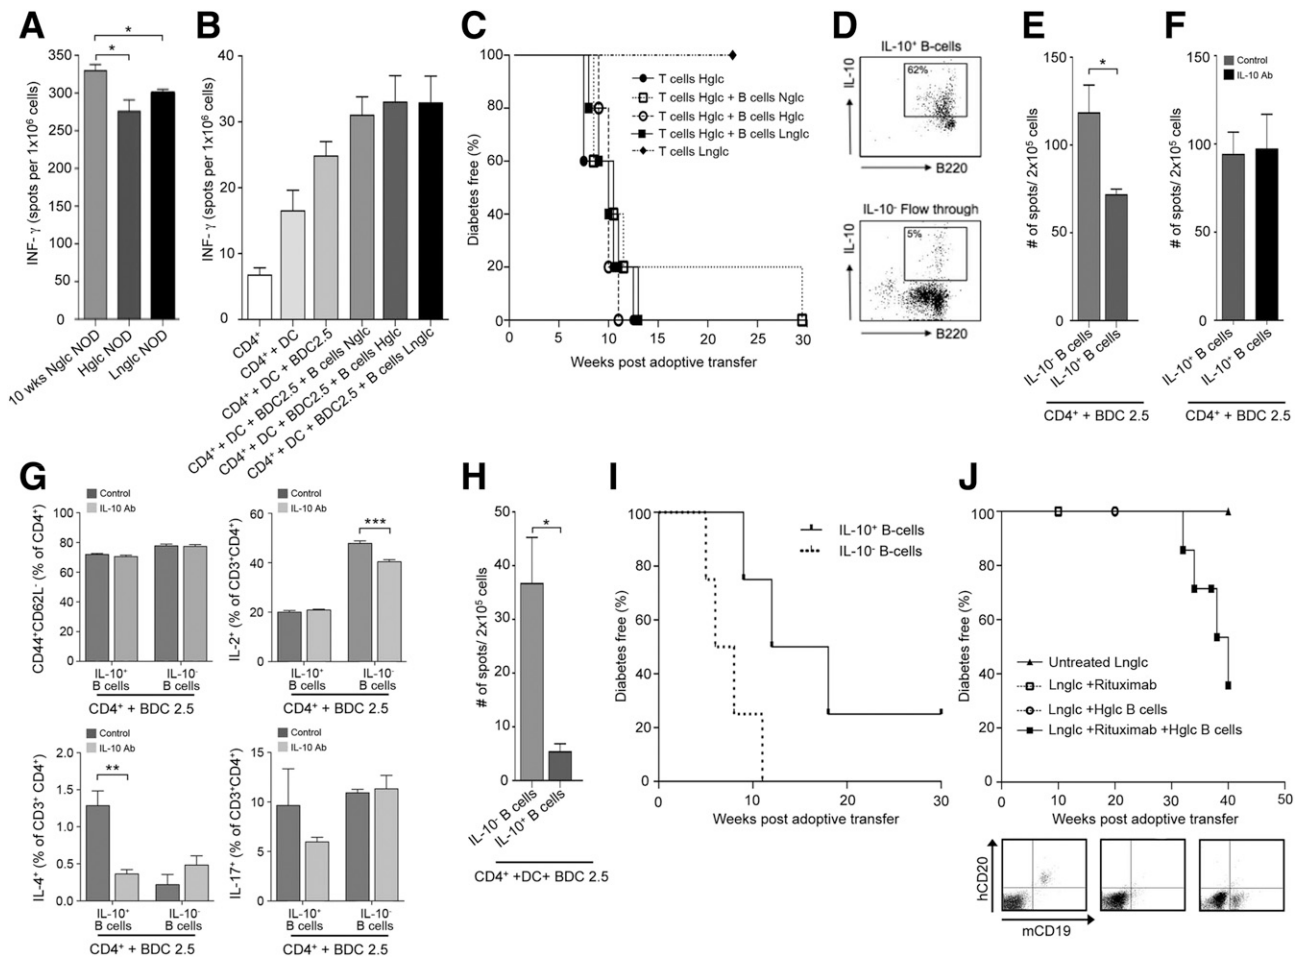 A
INF- γ (spots per 1x10⁶ cells)
350
300
250
200
150
100
50
0
*
*
10 wks Nglc NOD
Hglc NOD
Lnglc NOD
B
INF- γ (spots per 1x10⁶ cells)
40
30
20
10
0
CD4⁺
CD4⁺ + DC
CD4⁺ + DC + BDC2.5
CD4⁺ + DC + BDC2.5 + B cells Nglc
CD4⁺ + DC + BDC2.5 + B cells Hglc
CD4⁺ + DC + BDC2.5 + B cells Lnglc
C
Diabetes free (%)
100
80
60
40
20
0
T cells Hglc
T cells Hglc + B cells Nglc
T cells Hglc + B cells Hglc
T cells Hglc + B cells Lnglc
T cells Lnglc
0 5 10 15 20 25 30
Weeks post adoptive transfer
D
IL-10⁺ B-cells
62%
IL-10
B220
IL-10⁻ Flow through
5%
IL-10
B220
E
# of spots/ 2x10⁵ cells
150
100
50
0
*
IL-10⁻ B cells
IL-10⁺ B cells
CD4⁺ + BDC 2.5
F
Control
IL-10 Ab
# of spots/ 2x10⁵ cells
150
100
50
0
IL-10⁺ B cells
IL-10⁺ B cells
CD4⁺ + BDC 2.5
G
Control
IL-10 Ab
CD44⁺CD62L⁻ (% of CD4⁺)
100
80
60
40
20
0
IL-10⁺ IL-10⁻
B cells B cells
CD4⁺ + BDC 2.5
Control
IL-10 Ab
IL-2⁺ (% of CD3⁺CD4⁺)
60
40
20
0
***
IL-10⁺ IL-10⁻
B cells B cells
CD4⁺ + BDC 2.5
Control
IL-10 Ab
IL-4⁺ (% of CD3⁺ CD4⁺)
2.0
1.5
1.0
0.5
0.0
**
IL-10⁺ IL-10⁻
B cells B cells
CD4⁺ + BDC 2.5
Control
IL-10 Ab
IL-17⁺ (% of CD3⁺CD4⁺)
15
10
5
0
IL-10⁺ IL-10⁻
B cells B cells
CD4⁺ + BDC 2.5
H
# of spots/ 2x10⁵ cells
50
40
30
20
10
0
*
IL-10⁻ B cells
IL-10⁺ B cells
CD4⁺ +DC+ BDC 2.5
I
Diabetes free (%)
100
80
60
40
20
0
IL-10⁺ B-cells
IL-10⁻ B-cells
0 10 20 30
Weeks post adoptive transfer
J
Diabetes free (%)
100
80
60
40
20
0
Untreated Lnglc
Lnglc +Rituximab
Lnglc +Hglc B cells
Lnglc +Rituximab +Hglc B cells
0 10 20 30 40 50
Weeks post adoptive transfer
hCD20
mCD19